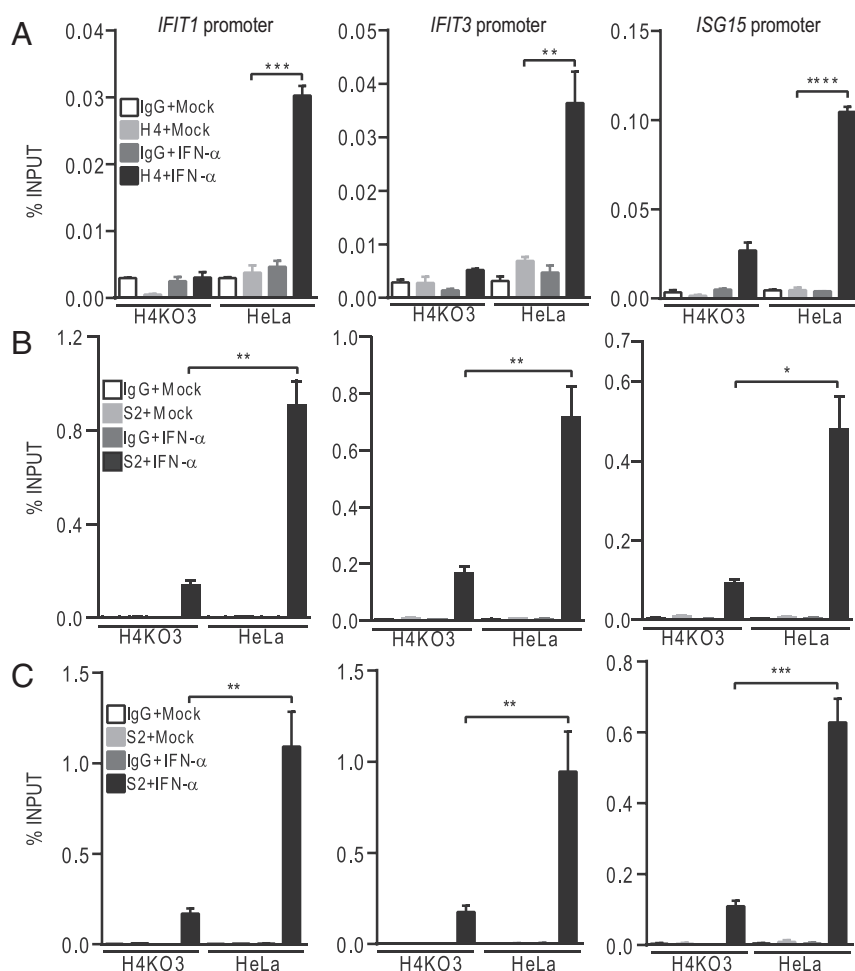 A
IFIT1 promoter
IFIT3 promoter
ISG15 promoter
0.04
0.03
0.02
0.01
0.00
% INPUT
IgG+Mock
H4+Mock
IgG+IFN-α
H4+IFN-α
***
H4KO3
HeLa
0.05
0.04
0.03
0.02
0.01
0.00
**
H4KO3
HeLa
0.15
0.10
0.05
0.00
****
H4KO3
HeLa
B
1.2
0.8
0.4
0.0
% INPUT
IgG+Mock
S2+Mock
IgG+IFN-α
S2+IFN-α
**
H4KO3
HeLa
1.0
0.8
0.6
0.4
0.2
0.0
**
H4KO3
HeLa
0.7
0.6
0.4
0.2
0.0
*
H4KO3
HeLa
C
1.5
1.0
0.5
0.0
% INPUT
IgG+Mock
S2+Mock
IgG+IFN-α
S2+IFN-α
**
H4KO3
HeLa
1.5
1.0
0.5
0.0
**
H4KO3
HeLa
0.8
0.6
0.4
0.2
0.0
***
H4KO3
HeLa